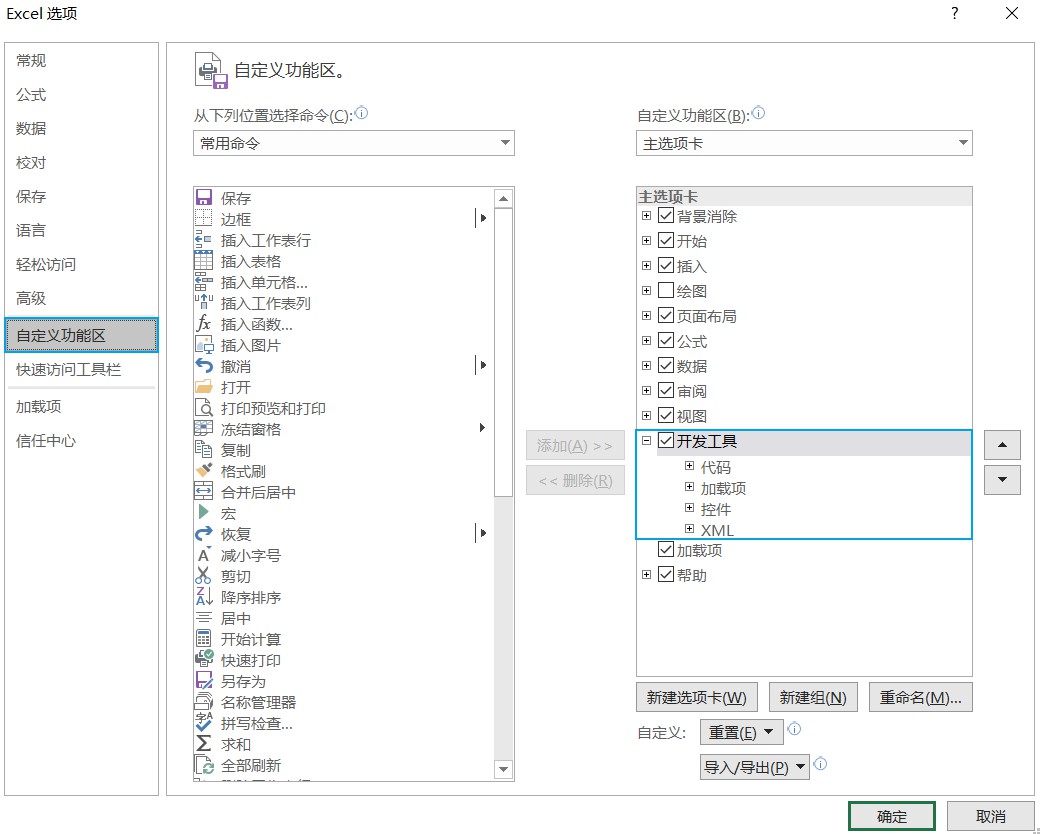 Excel 选项
?
常规
公式
数据
校对
保存
语言
轻松访问
高级
自定义功能区
快速访问工具栏
加载项
信任中心
自定义功能区。
从下列位置选择命令(C):
常用命令
保存
边框
插入工作表行
插入表格
插入单元格...
插入工作表列
插入函数...
插入图片
撤消
打开
打印预览和打印
冻结窗格
复制
格式刷
合并后居中
宏
恢复
减小字号
剪切
降序排序
居中
开始计算
快速打印
另存为
名称管理器
拼写检查...
求和
全部刷新
添加(A) >>
<< 删除(R)
自定义功能区(B):
主选项卡
主选项卡
背景消除
开始
插入
绘图
页面布局
公式
数据
审阅
视图
开发工具
代码
加载项
控件
XML
加载项
帮助
新建选项卡(W)
新建组(N)
重命名(M)...
自定义:
重置(E)
导入/导出(P)
确定
取消